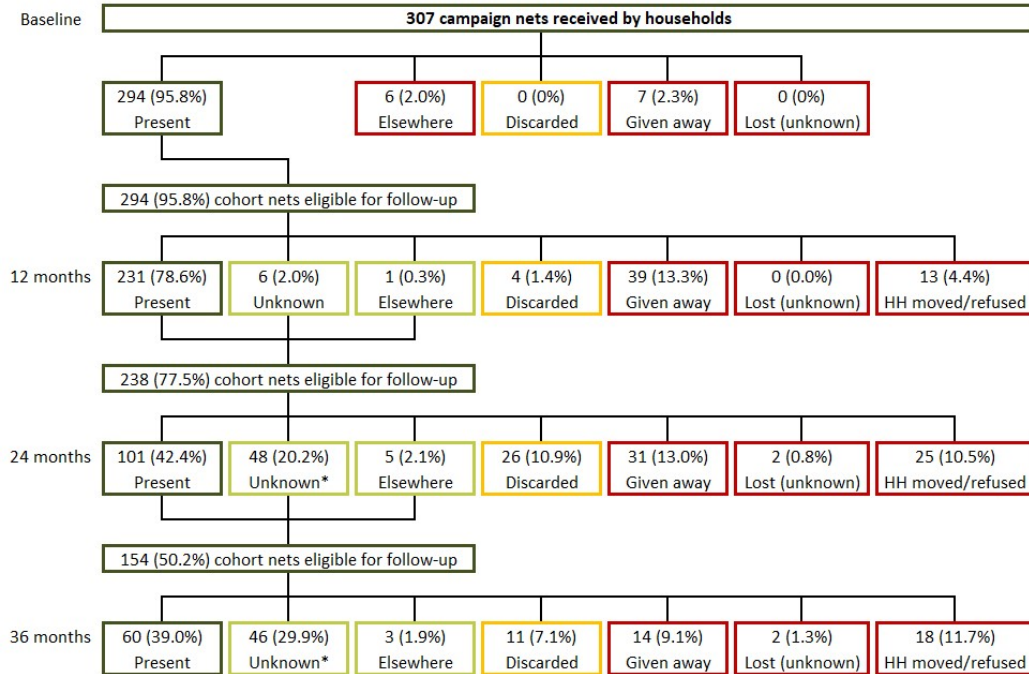 Baseline
307 campaign nets received by households
294 (95.8%)
Present
6 (2.0%)
Elsewhere
0 (0%)
Discarded
7 (2.3%)
Given away
0 (0%)
Lost (unknown)
294 (95.8%) cohort nets eligible for follow-up
12 months
231 (78.6%)
Present
6 (2.0%)
Unknown
1 (0.3%)
Elsewhere
4 (1.4%)
Discarded
39 (13.3%)
Given away
0 (0.0%)
Lost (unknown)
13 (4.4%)
HH moved/refused
238 (77.5%) cohort nets eligible for follow-up
24 months
101 (42.4%)
Present
48 (20.2%)
Unknown*
5 (2.1%)
Elsewhere
26 (10.9%)
Discarded
31 (13.0%)
Given away
2 (0.8%)
Lost (unknown)
25 (10.5%)
HH moved/refused
154 (50.2%) cohort nets eligible for follow-up
36 months
60 (39.0%)
Present
46 (29.9%)
Unknown*
3 (1.9%)
Elsewhere
11 (7.1%)
Discarded
14 (9.1%)
Given away
2 (1.3%)
Lost (unknown)
18 (11.7%)
HH moved/refused